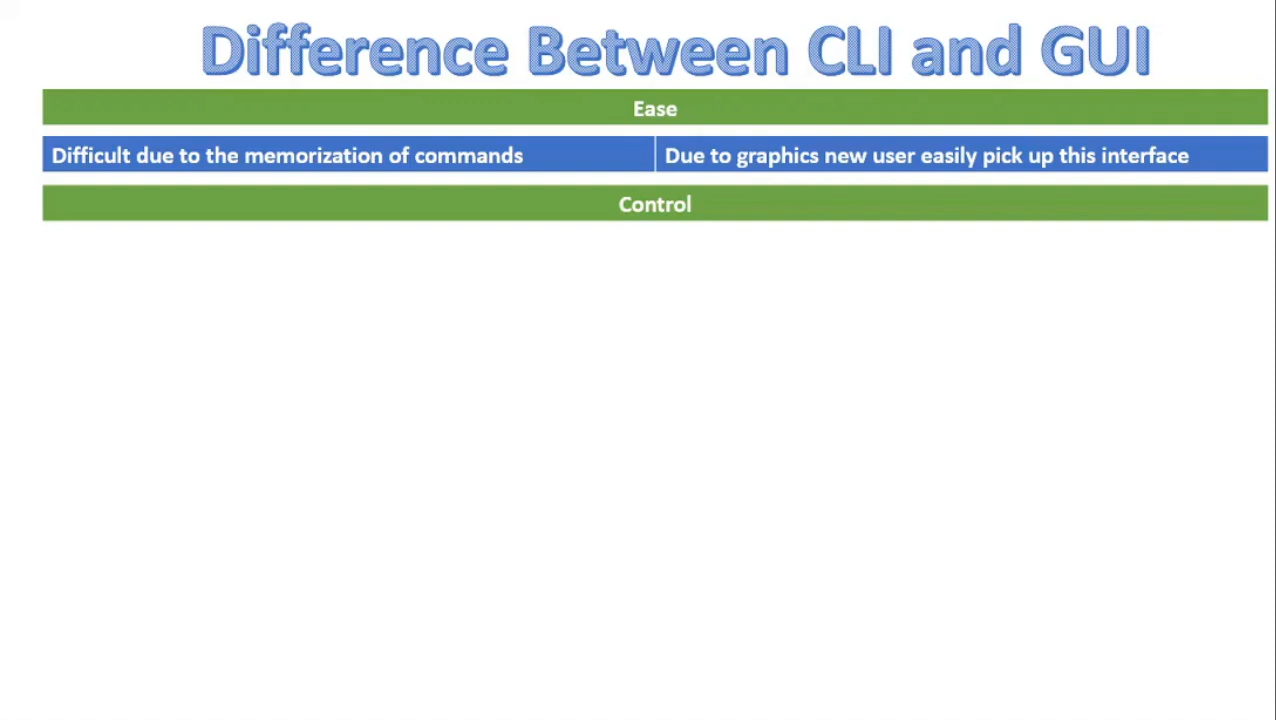 Difference Between CLI and GUI
Ease
Difficult due to the memorization of commands
Due to graphics new user easily pick up this interface
Control